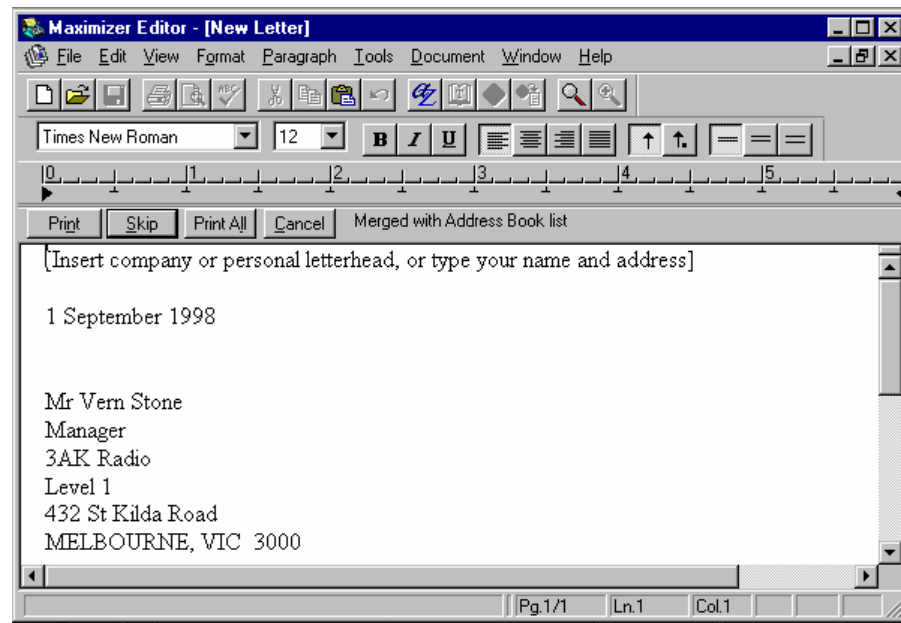 Maximizer Editor - [New Letter]
File Edit View Format Paragraph Tools Document Window Help
ABC
Times New Roman 12 B I U
0 1 2 3 4 5
Print Skip Print All Cancel Merged with Address Book list
[Insert company or personal letterhead, or type your name and address]
1 September 1998
Mr Vern Stone
Manager
3AK Radio
Level 1
432 St Kilda Road
MELBOURNE, VIC 3000
Pg.1/1 Ln.1 Col.1